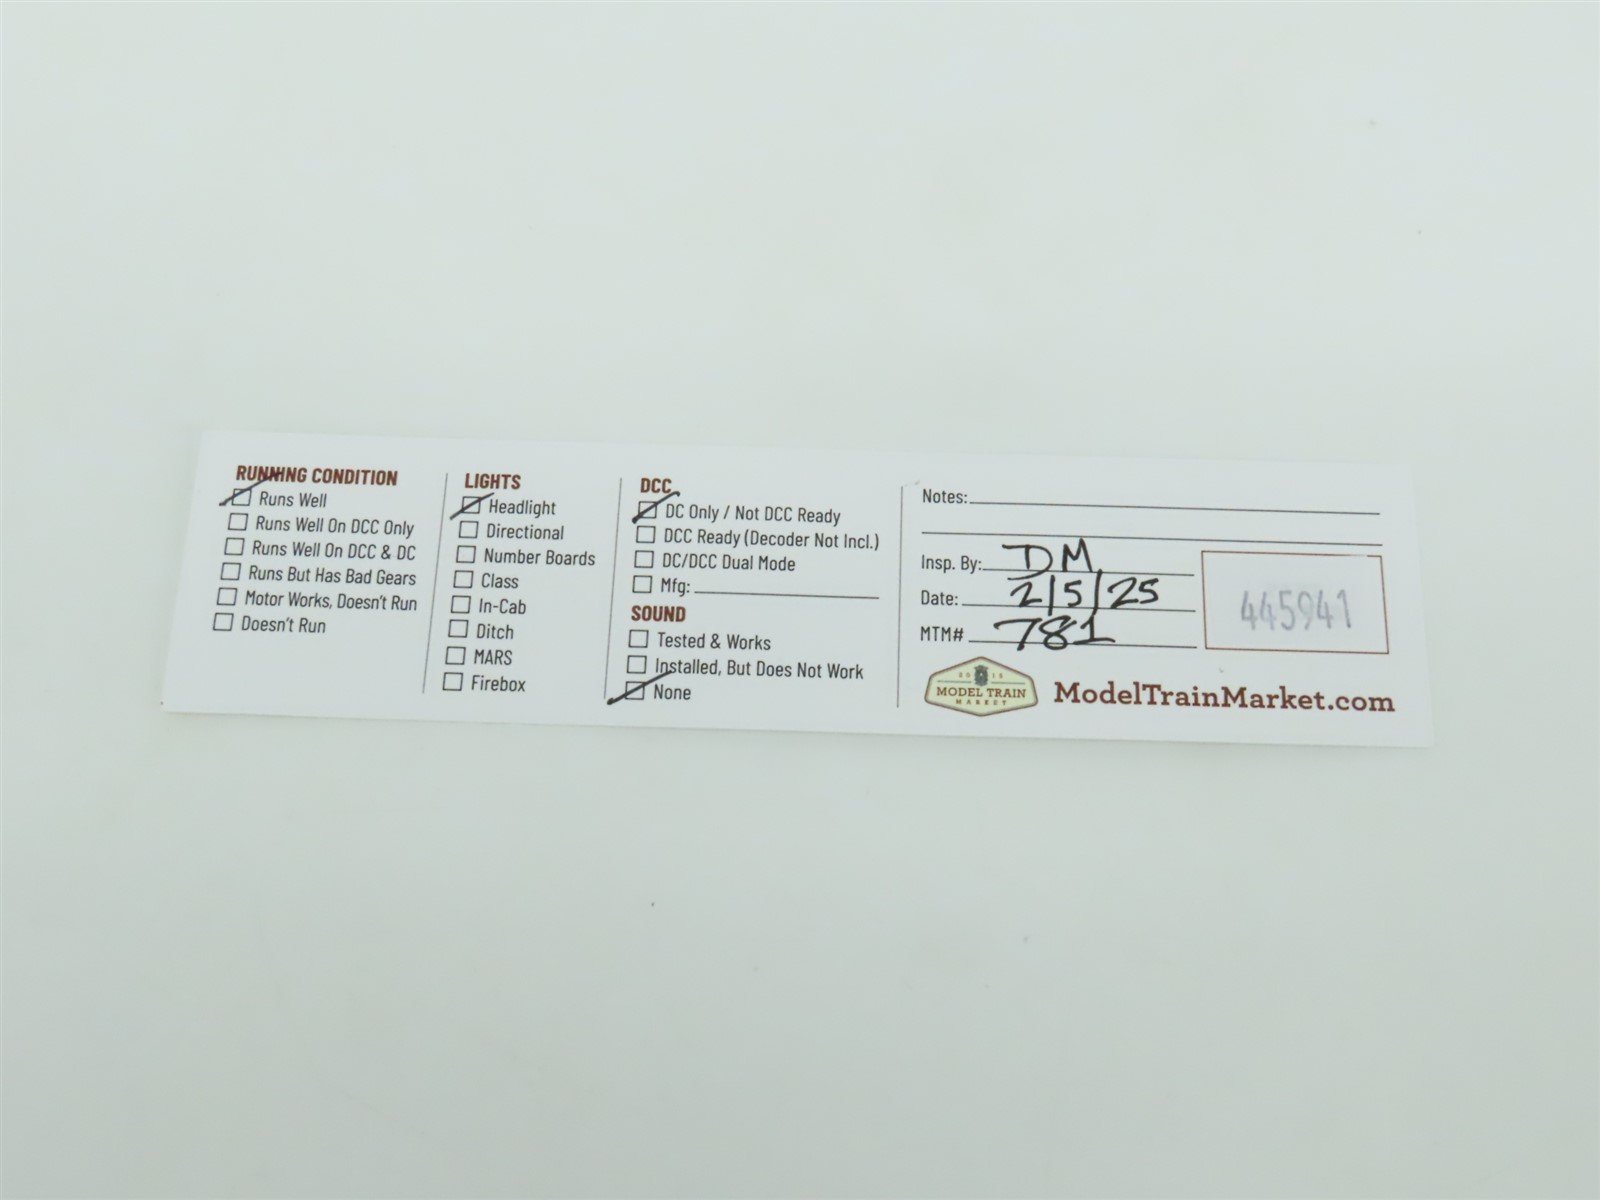 RUNNING CONDITION
Runs Well
Runs Well On DCC Only
Runs Well On DCC & DC
Runs But Has Bad Gears
Motor Works, Doesn't Run
Doesn't Run
LIGHTS
Headlight
Directional
Number Boards
Class
In-Cab
Ditch
MARS
Firebox
DCC
DC Only / Not DCC Ready
DCC Ready (Decoder Not Incl.)
DC/DCC Dual Mode
Mfg:
SOUND
Tested & Works
Installed, But Does Not Work
None
Notes:
Insp. By: DM
Date: 2/5/25
MTM# 781
445941
2015
MODEL TRAIN
MARKET
ModelTrainMarket.com